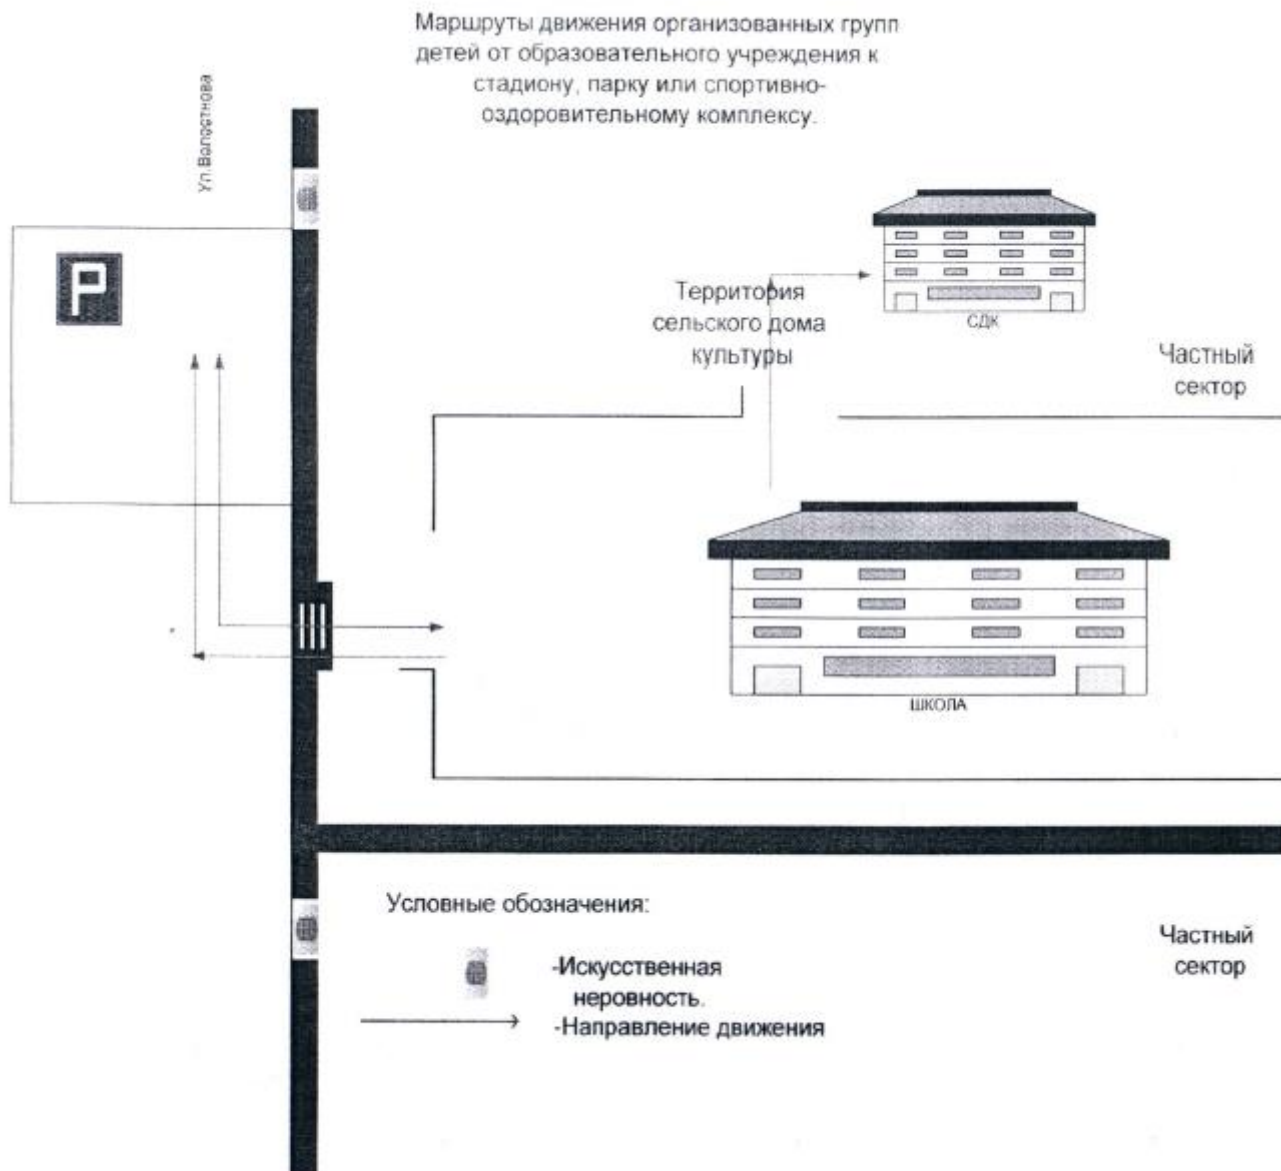 Маршруты движения организованных групп
детей от образовательного учреждения к
стадиону, парку или спортивно-
оздоровительному комплексу.
Ул.Волостнова
P
Территория
сельского дома
культуры
СДК
Частный
сектор
ШКОЛА
Условные обозначения:
-Искусственная
неровность.
-Направление движения
Частный
сектор